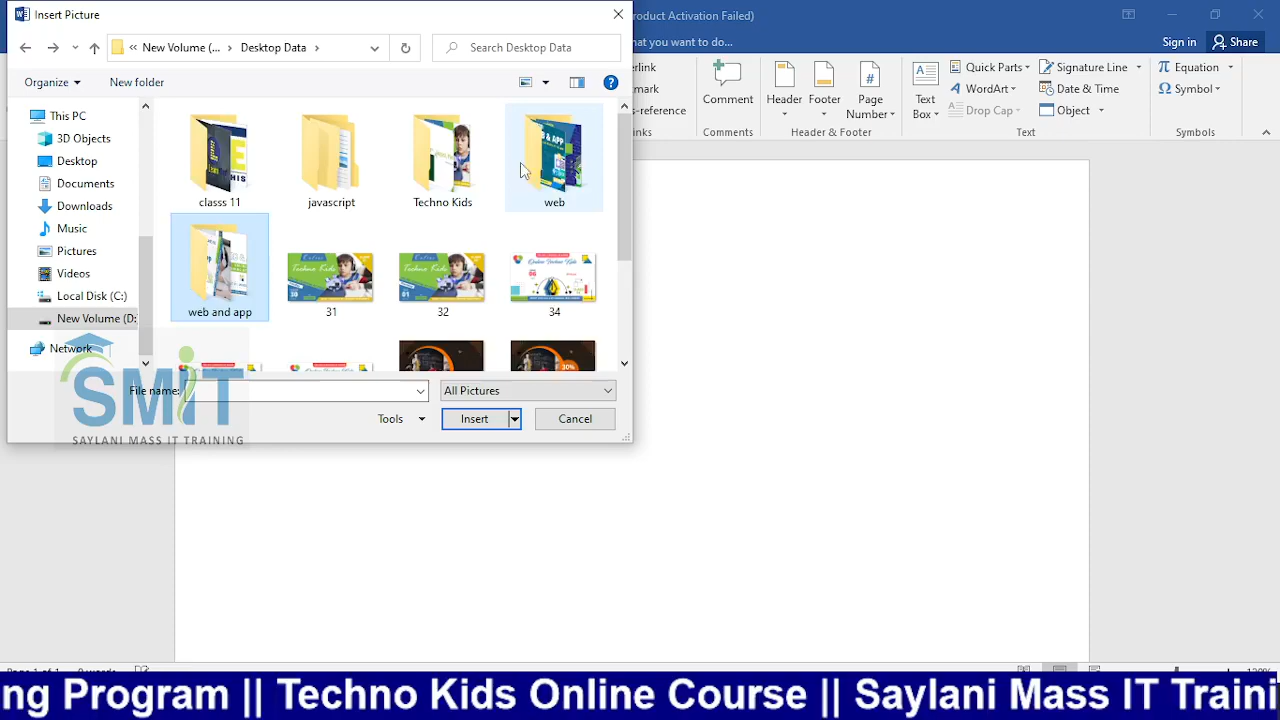 Insert Picture
roduct Activation Failed)
« New Volume (... > Desktop Data >
Search Desktop Data
hat you want to do...
Sign in
Share
Organize
New folder
This PC
3D Objects
Desktop
Documents
Downloads
Music
Pictures
Videos
Local Disk (C:)
New Volume (D:
Network
classs 11
javascript
Techno Kids
web
web and app
31
32
34
File name:
All Pictures
Tools
Insert
Cancel
erlink
mark
s-reference
inks
Comment
Comments
Header
Footer
Page
Number
Header & Footer
Text
Box
Quick Parts
WordArt
Drop Cap
Signature Line
Date & Time
Object
Text
Equation
Symbol
Symbols
SMIT
SAYLANI MASS IT TRAINING
ng Program || Techno Kids Online Course || Saylani Mass IT Traini